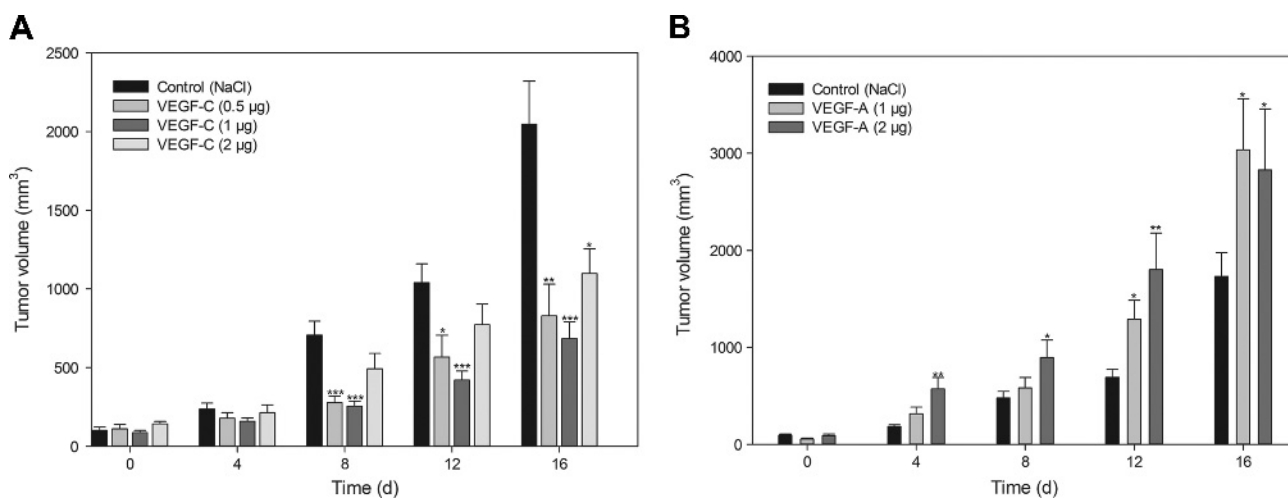 A
2500
2000
1500
1000
500
0
Tumor volume (mm³)
Control (NaCl)
VEGF-C (0.5 µg)
VEGF-C (1 µg)
VEGF-C (2 µg)
***
***
*
***
**
***
*
0 4 8 12 16
Time (d)
B
4000
3000
2000
1000
0
Tumor volume (mm³)
Control (NaCl)
VEGF-A (1 µg)
VEGF-A (2 µg)
**
*
*
**
*
*
0 4 8 12 16
Time (d)